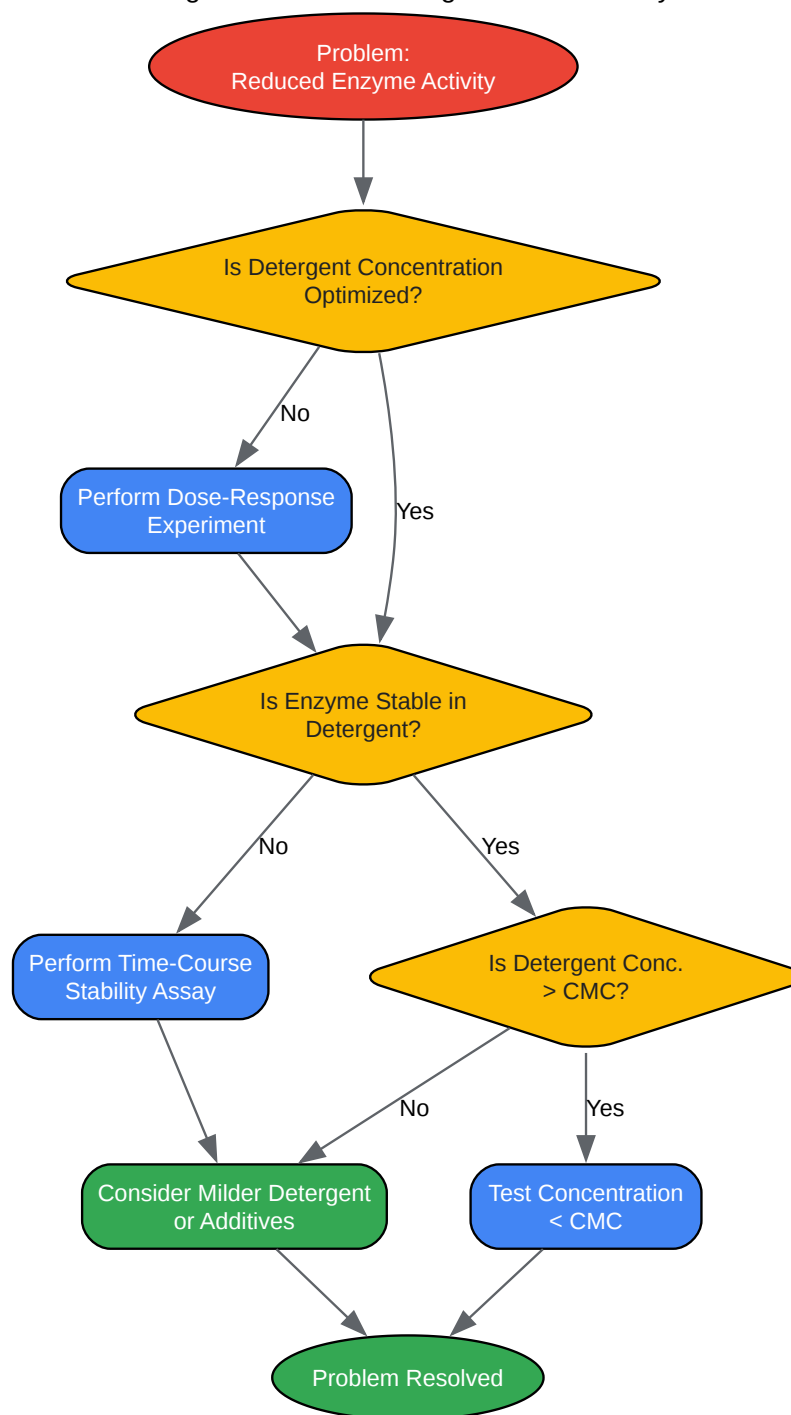 Problem:
Reduced Enzyme Activity
Is Detergent Concentration
Optimized?
No
Perform Dose-Response
Experiment
Yes
Is Enzyme Stable in
Detergent?
No
Yes
Perform Time-Course
Stability Assay
Is Detergent Conc.
> CMC?
No
Yes
Consider Milder Detergent
or Additives
Test Concentration
< CMC
Problem Resolved